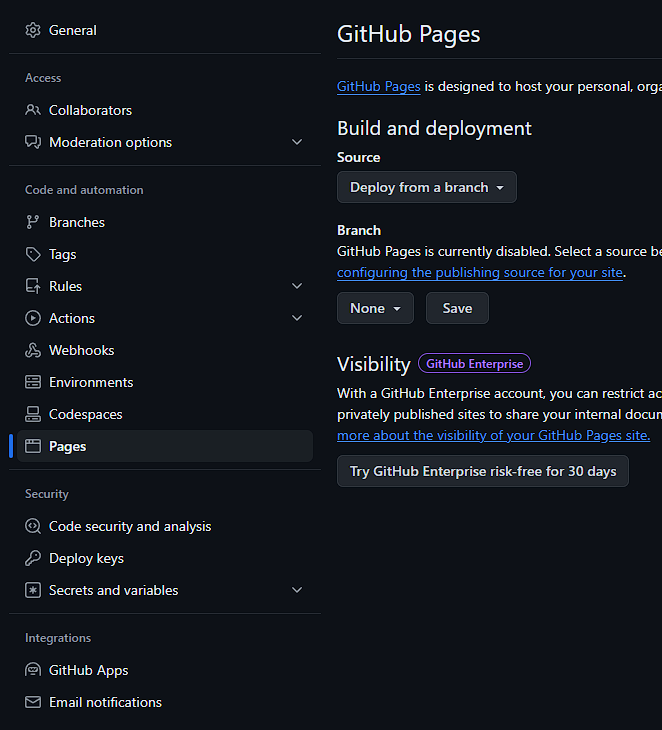 General
Access
Collaborators
Moderation options
Code and automation
Branches
Tags
Rules
Actions
Webhooks
Environments
Codespaces
Pages
Security
Code security and analysis
Deploy keys
Secrets and variables
Integrations
GitHub Apps
Email notifications
GitHub Pages
GitHub Pages is designed to host your personal,
Build and deployment
Source
Deploy from a branch
Branch
GitHub Pages is currently disabled. Select a source
configuring the publishing source for your site.
None Save
Visibility GitHub Enterprise
With a GitHub Enterprise account, you can restrict
privately published sites to share your internal
more about the visibility of your GitHub Pages site.
Try GitHub Enterprise risk-free for 30 days